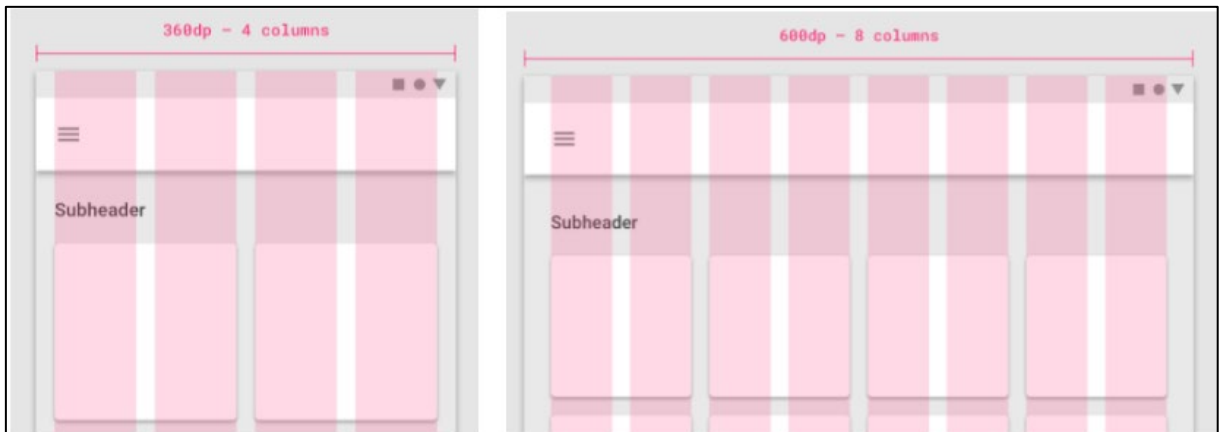 360dp – 4 columns
Subheader
600dp – 8 columns
Subheader